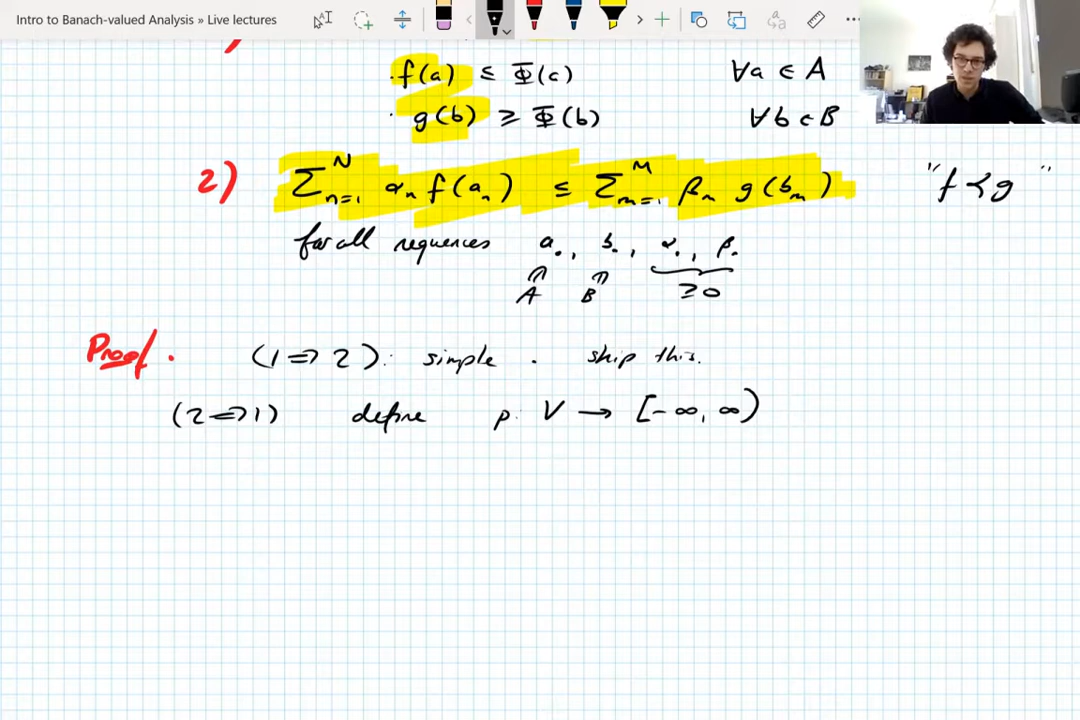 Intro to Banach-valued Analysis » Live lectures
· f(a) ≤ Φ(c) ∀a ∈ A
· g(b) ≥ Φ(b) ∀b ∈ B
2) Σ_{n=1}^N α_n f(a_n) ≤ Σ_{m=1}^M β_m g(b_m) "f ≺ g"
for all sequences a., b., α., β.
A B ≥ 0
Proof. (1 ⇒ 2): simple. skip this.
(2 ⇒ 1) define p: V → [-∞, ∞)